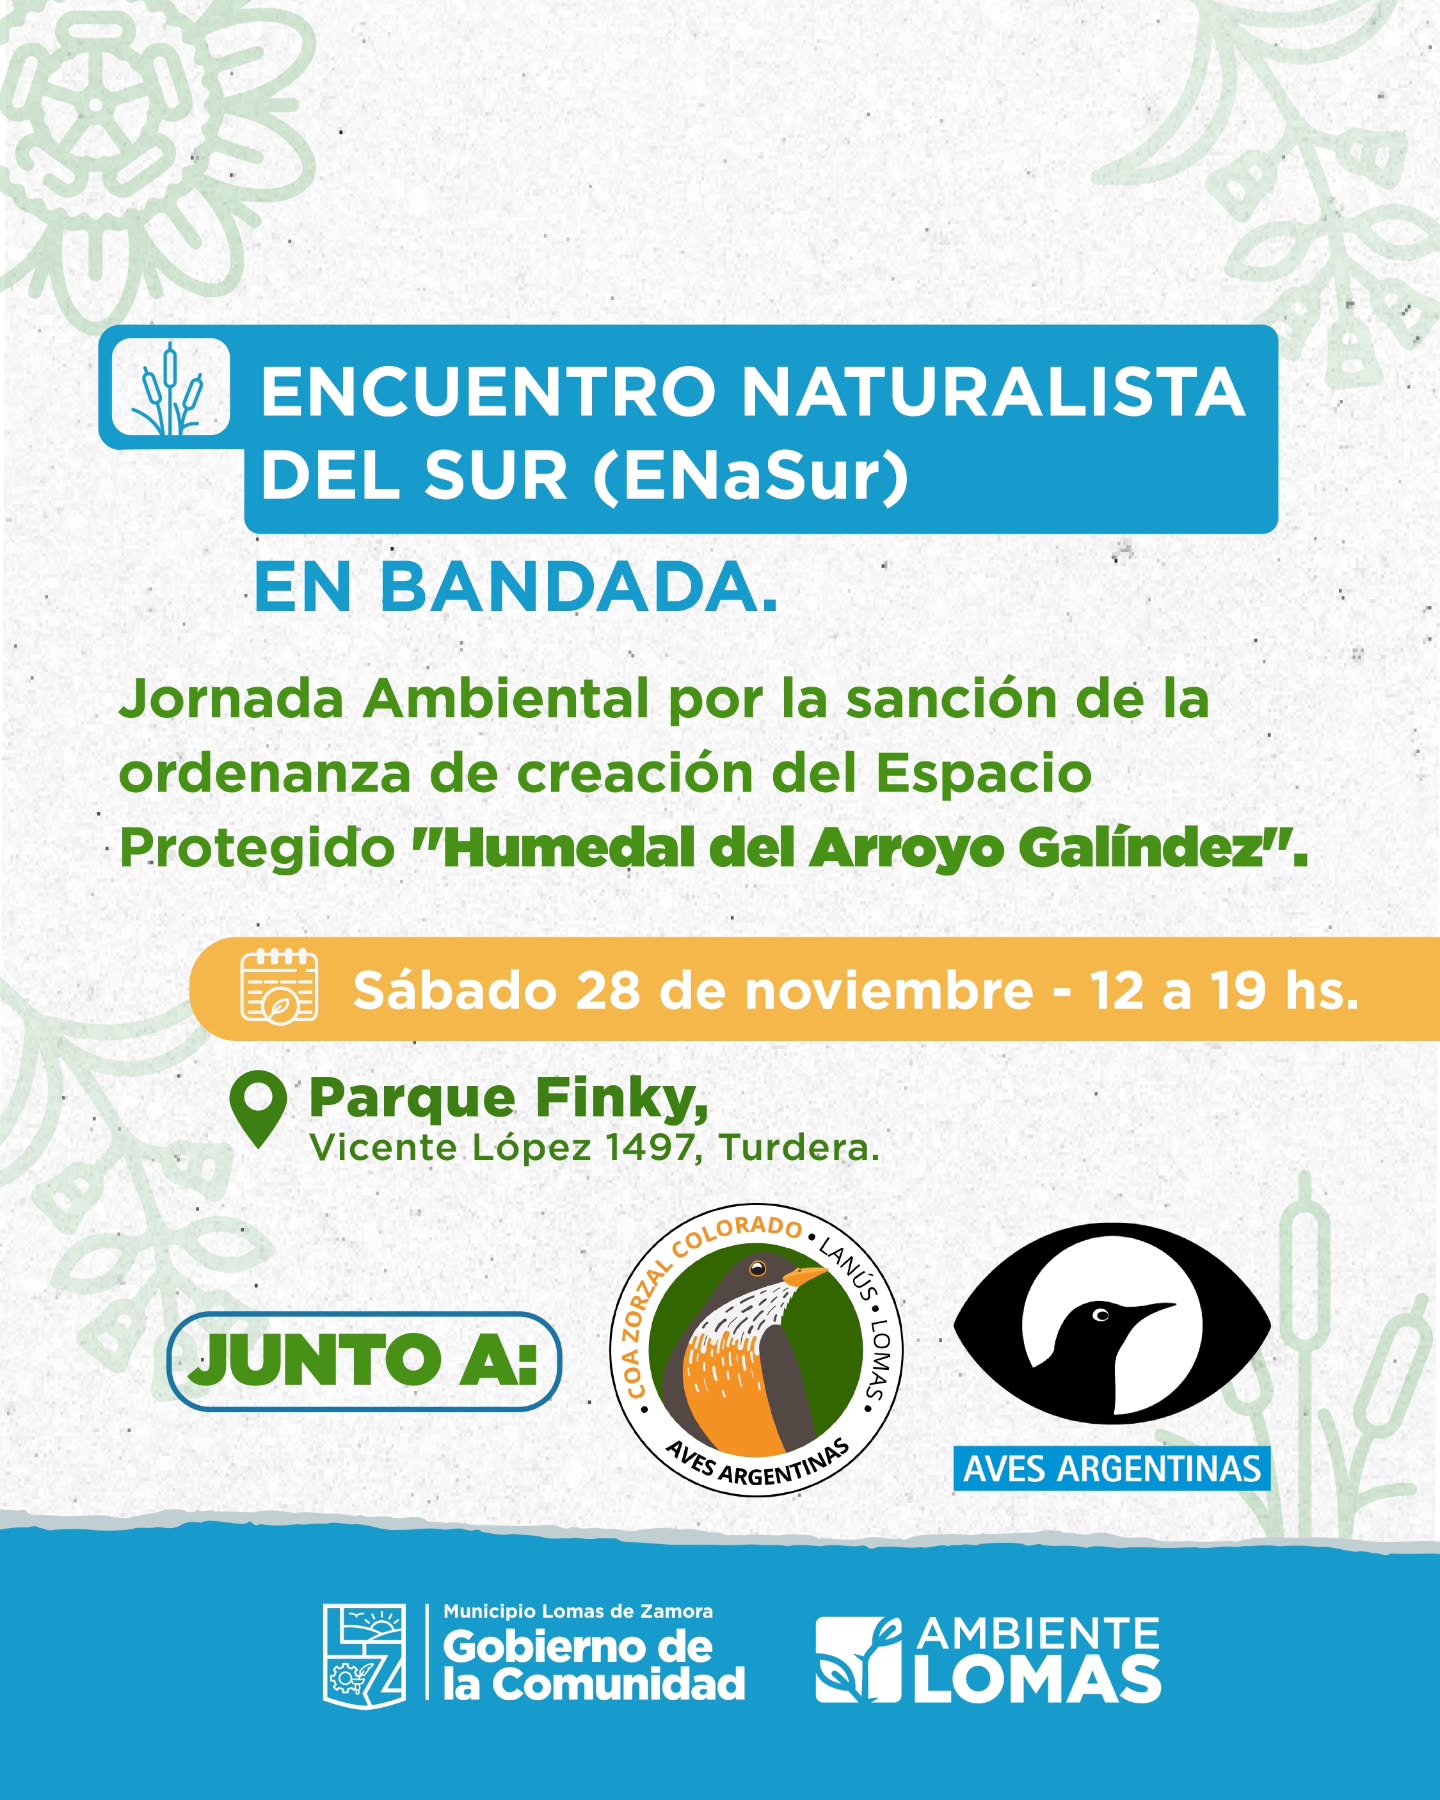 ENCUENTRO NATURALISTA
DEL SUR (ENaSur)
EN BANDADA.
Jornada Ambiental por la sanción de la
ordenanza de creación del Espacio
Protegido "Humedal del Arroyo Galíndez".
Sábado 28 de noviembre - 12 a 19 hs.
Parque Finky,
Vicente López 1497, Turdera.
JUNTO A:
• COA ZORZAL COLORADO • LANÚS • LOMAS •
AVES ARGENTINAS
AVES ARGENTINAS
Municipio Lomas de Zamora
Gobierno de
la Comunidad
LZ
AMBIENTE
LOMAS